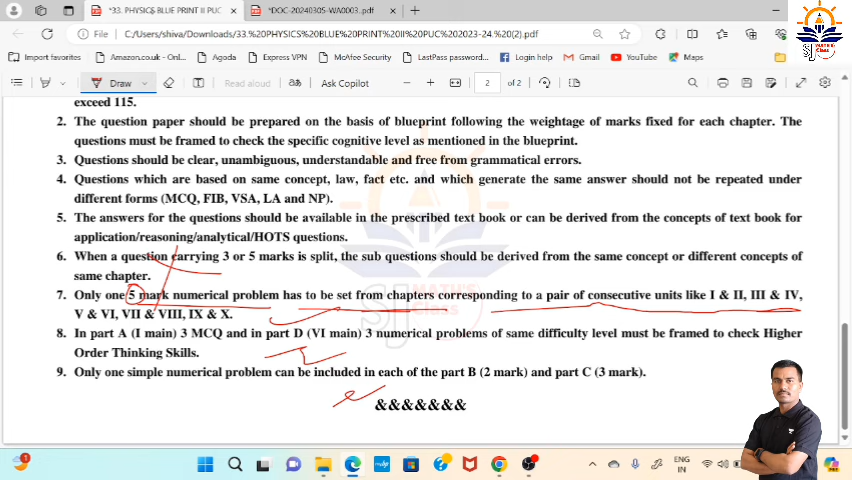 *33. PHYSICS BLUE PRINT II PUC
*DOC-20240305-WA0003..pdf
File
C:/Users/shiva/Downloads/33.%20PHYSICS%20BLUE%20PRINT%20II%20PUC%202023-24.%20(2).pdf
Import favorites
Amazon.co.uk - Onl...
Agoda
Express VPN
McAfee Security
LastPass password...
Login help
Gmail
YouTube
Maps
SJ MATHS Class
Draw
Read aloud
Ask Copilot
2
of 2
exceed 115.
2. The question paper should be prepared on the basis of blueprint following the weightage of marks fixed for each chapter. The
questions must be framed to check the specific cognitive level as mentioned in the blueprint.
3. Questions should be clear, unambiguous, understandable and free from grammatical errors.
4. Questions which are based on same concept, law, fact etc. and which generate the same answer should not be repeated under
different forms (MCQ, FIB, VSA, LA and NP).
5. The answers for the questions should be available in the prescribed text book or can be derived from the concepts of text book for
application/reasoning/analytical/HOTS questions.
6. When a question carrying 3 or 5 marks is split, the sub questions should be derived from the same concept or different concepts of
same chapter.
7. Only one 5 mark numerical problem has to be set from chapters corresponding to a pair of consecutive units like I & II, III & IV,
V & VI, VII & VIII, IX & X.
8. In part A (I main) 3 MCQ and in part D (VI main) 3 numerical problems of same difficulty level must be framed to check Higher
Order Thinking Skills.
9. Only one simple numerical problem can be included in each of the part B (2 mark) and part C (3 mark).
&&&&&&&
ENG
IN